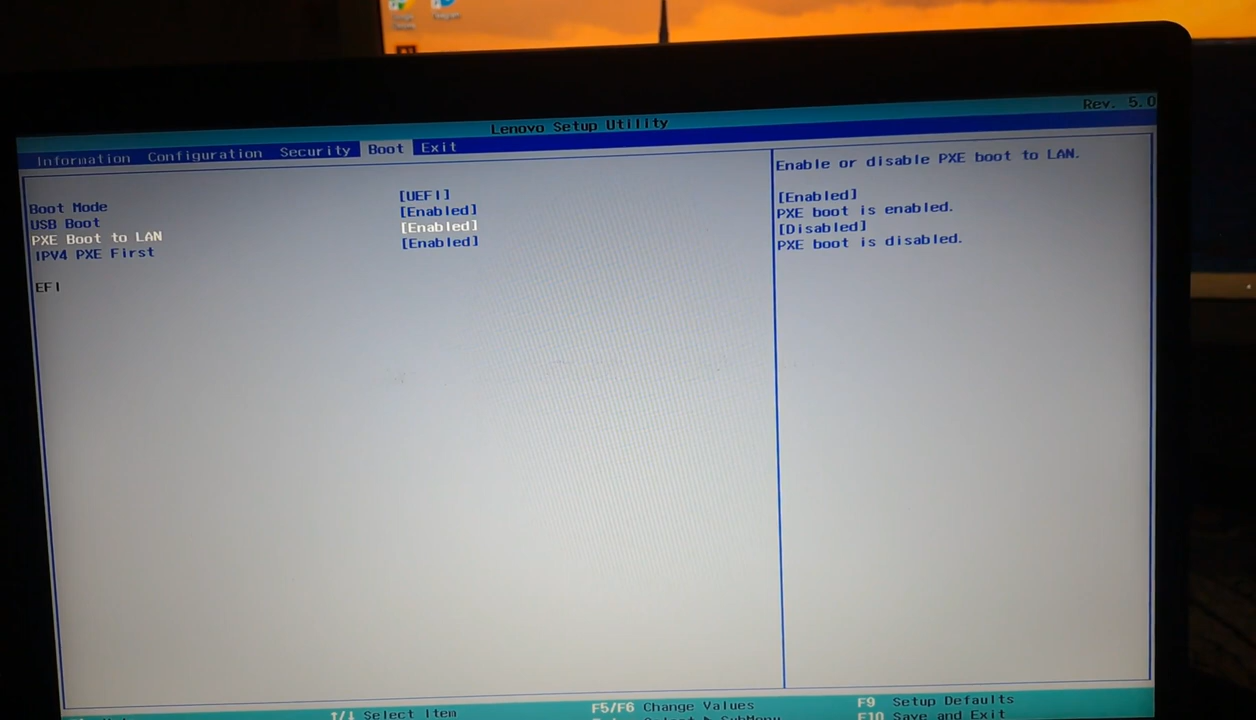 Rev. 5.0
Lenovo Setup Utility
Information Configuration Security Boot Exit
Boot Mode [UEFI]
USB Boot [Enabled]
PXE Boot to LAN [Enabled]
IPV4 PXE First [Enabled]
EFI
Enable or disable PXE boot to LAN.
[Enabled]
PXE boot is enabled.
[Disabled]
PXE boot is disabled.
↑/↓ Select Item F5/F6 Change Values F9 Setup Defaults
F10 Save and Exit